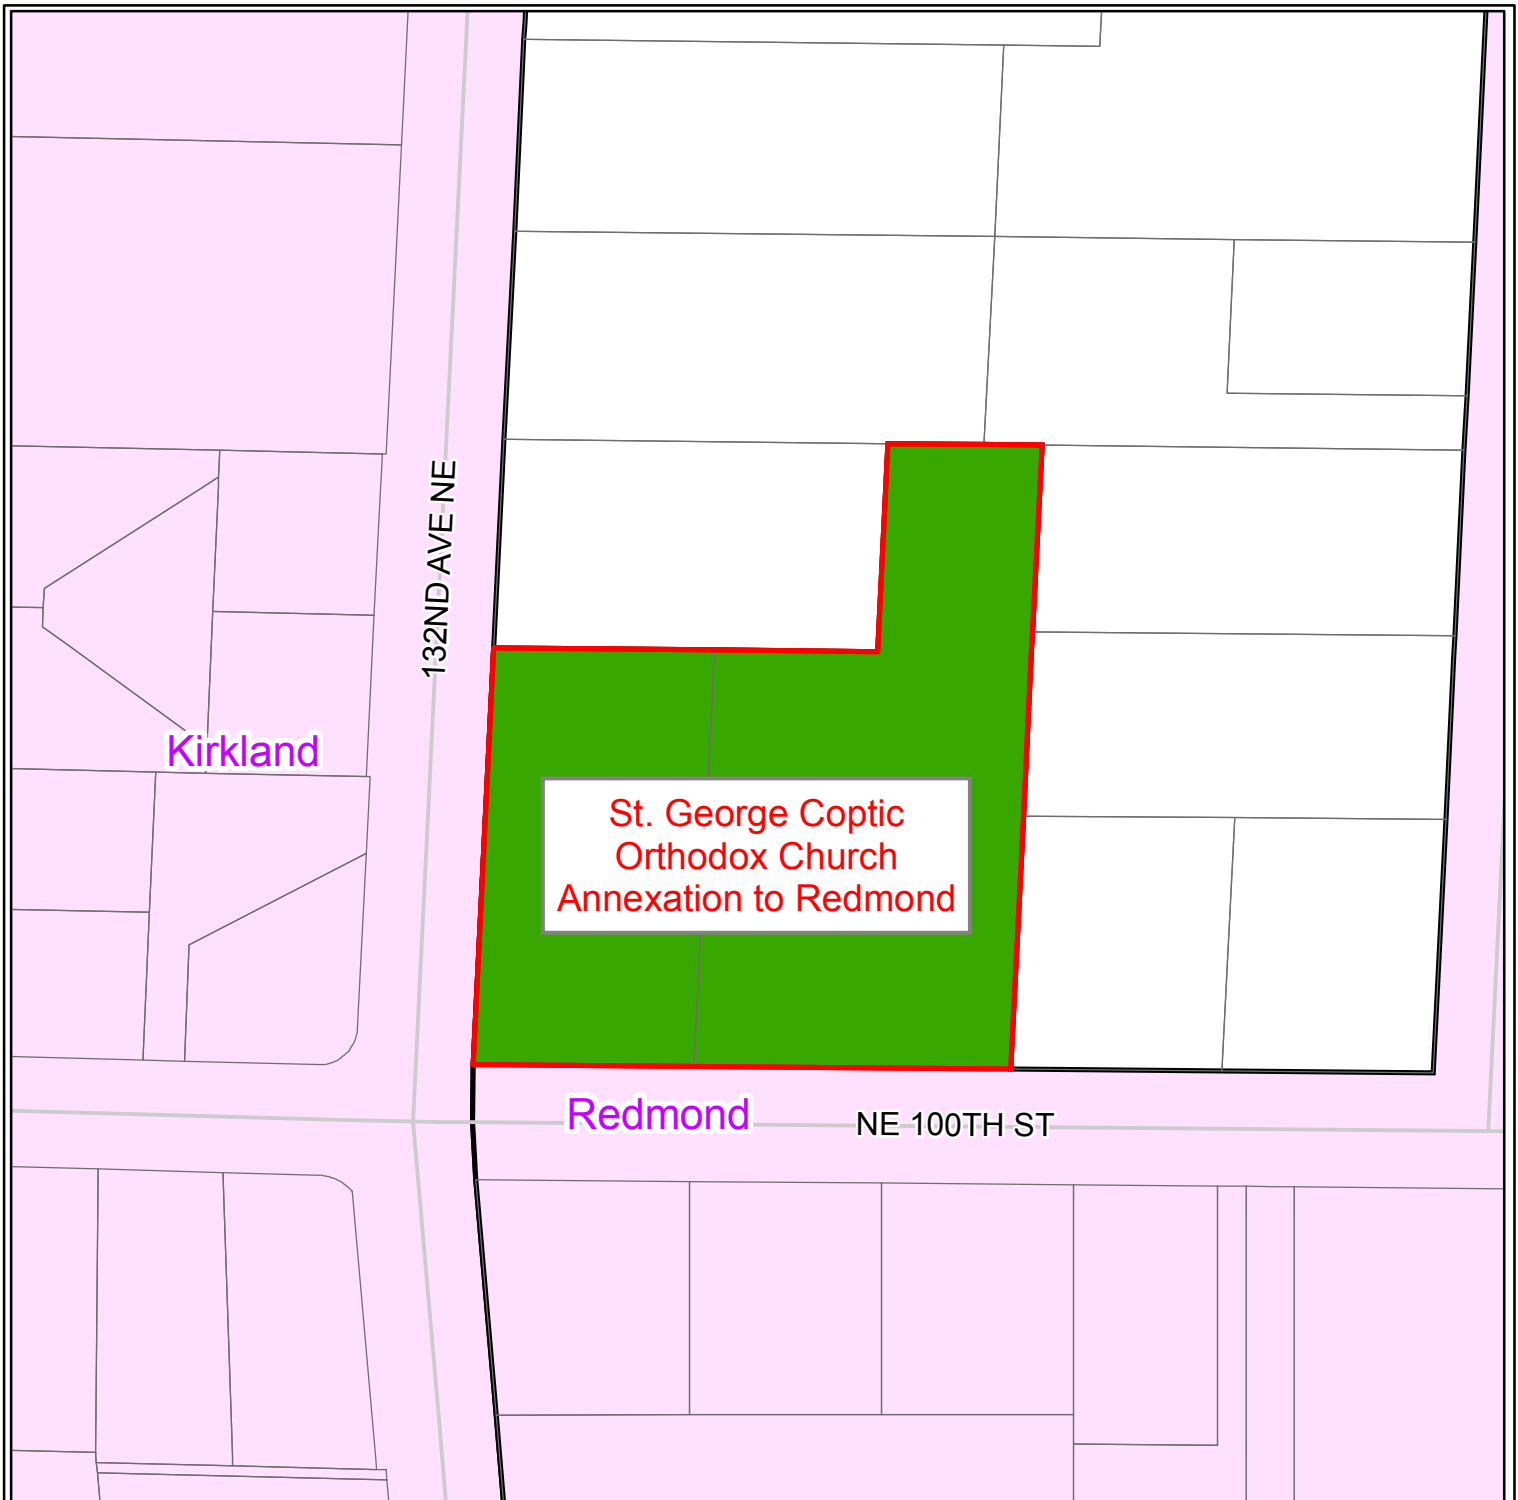 132ND AVE NE
Kirkland
St. George Coptic
Orthodox Church
Annexation to Redmond
Redmond
NE 100TH ST